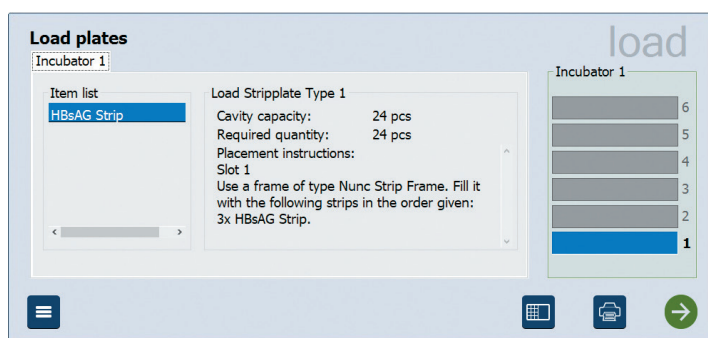 Load plates
load
Incubator 1
Item list
HBsAG Strip
Load Stripplate Type 1
Cavity capacity: 24 pcs
Required quantity: 24 pcs
Placement instructions:
Slot 1
Use a frame of type Nunc Strip Frame. Fill it
with the following strips in the order given:
3x HBsAG Strip.
Incubator 1
6
5
4
3
2
1